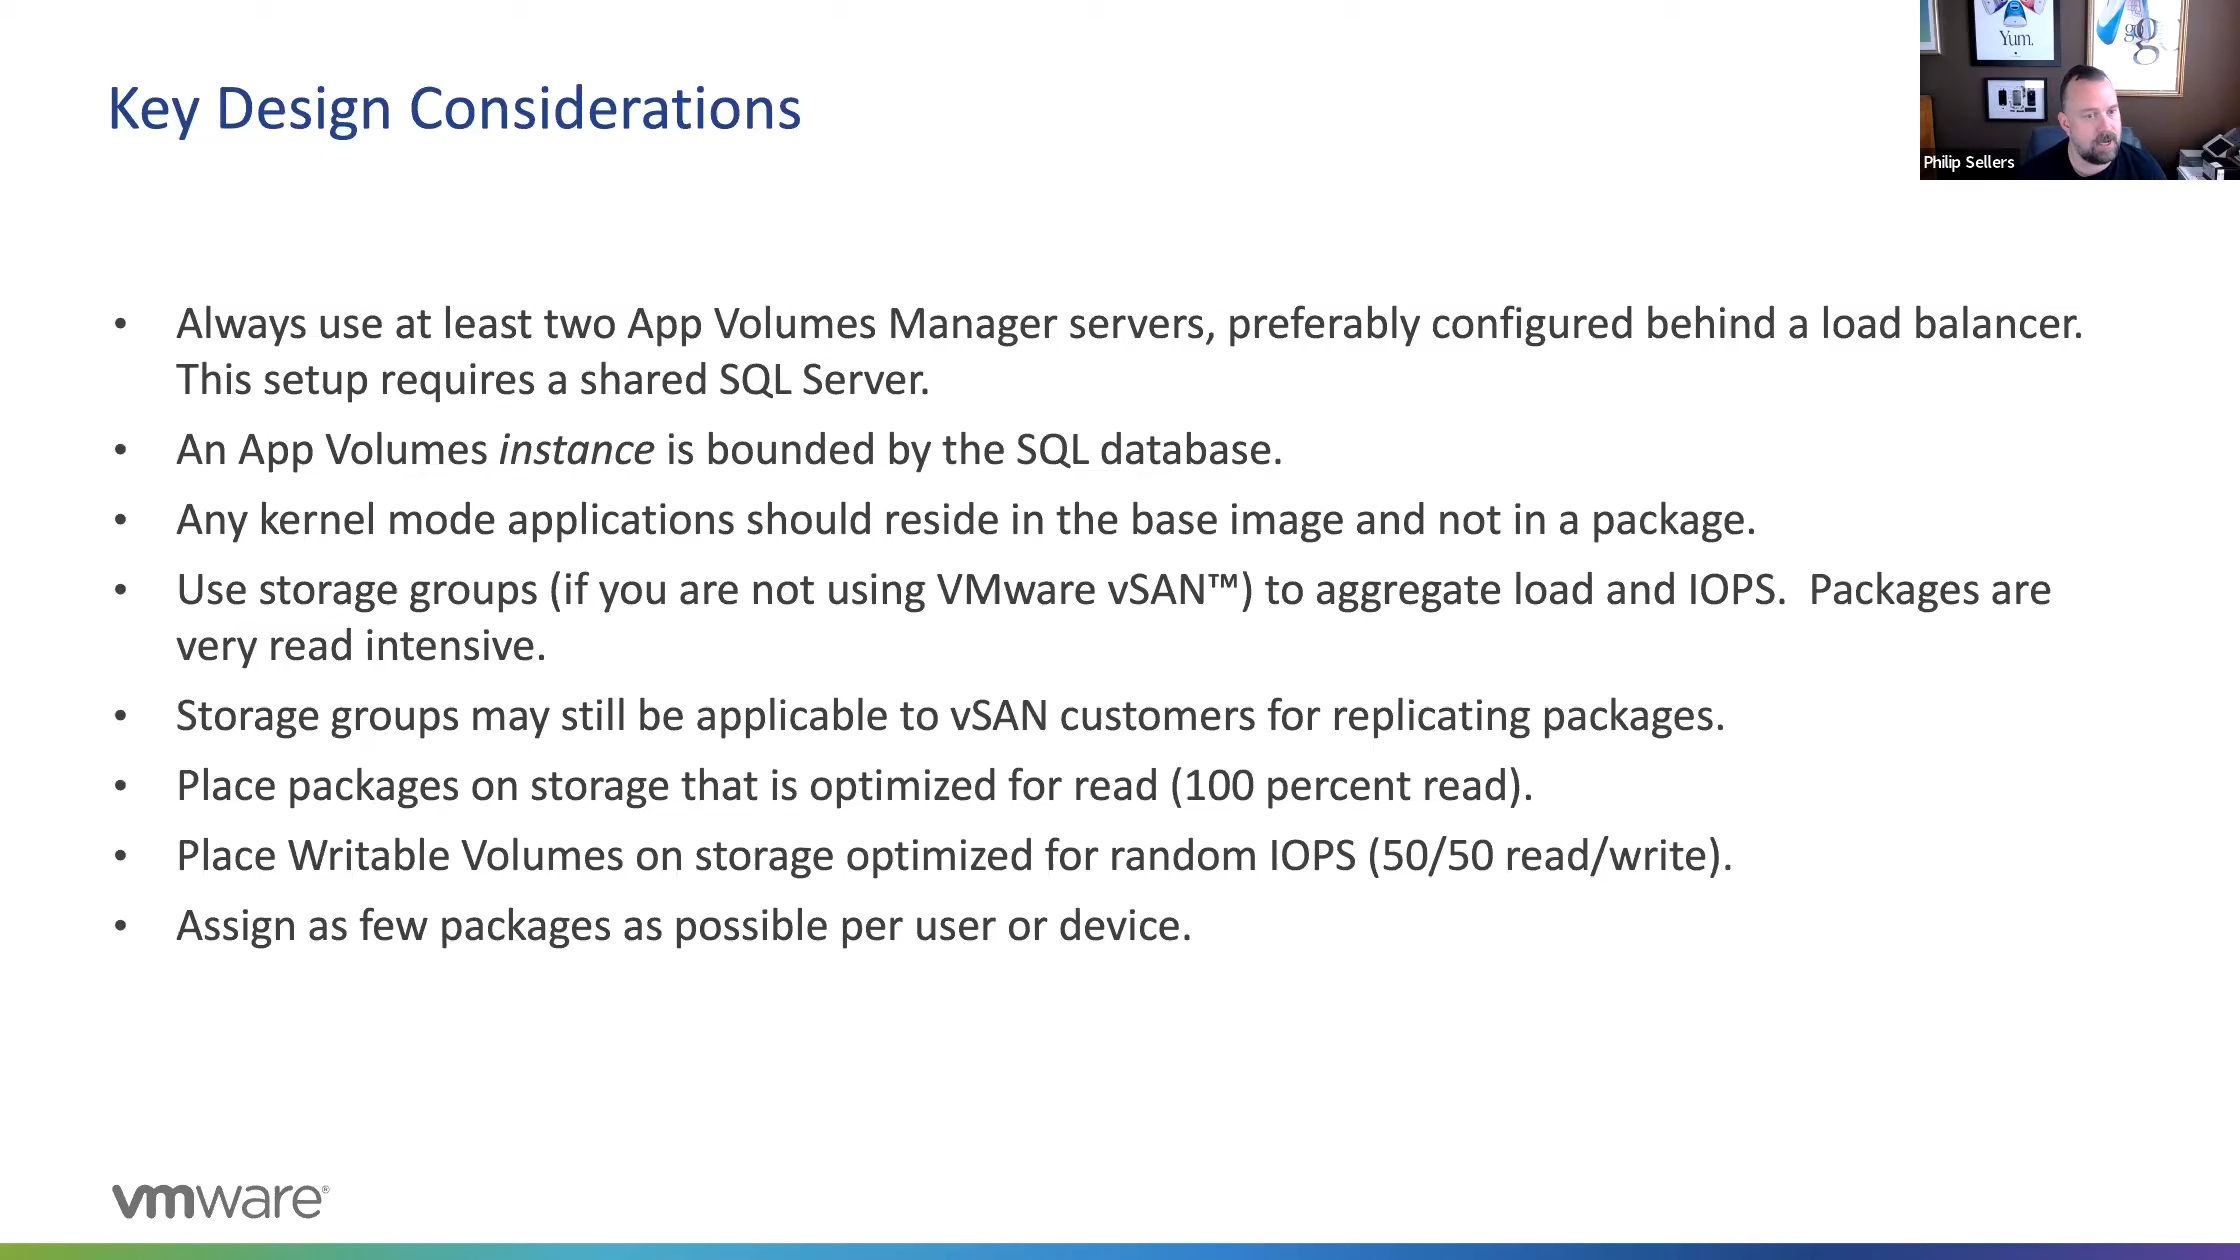 Key Design Considerations
Yum.
Philip Sellers
• Always use at least two App Volumes Manager servers, preferably configured behind a load balancer.
This setup requires a shared SQL Server.
• An App Volumes instance is bounded by the SQL database.
• Any kernel mode applications should reside in the base image and not in a package.
• Use storage groups (if you are not using VMware vSAN™) to aggregate load and IOPS.  Packages are
very read intensive.
• Storage groups may still be applicable to vSAN customers for replicating packages.
• Place packages on storage that is optimized for read (100 percent read).
• Place Writable Volumes on storage optimized for random IOPS (50/50 read/write).
• Assign as few packages as possible per user or device.
vmware®